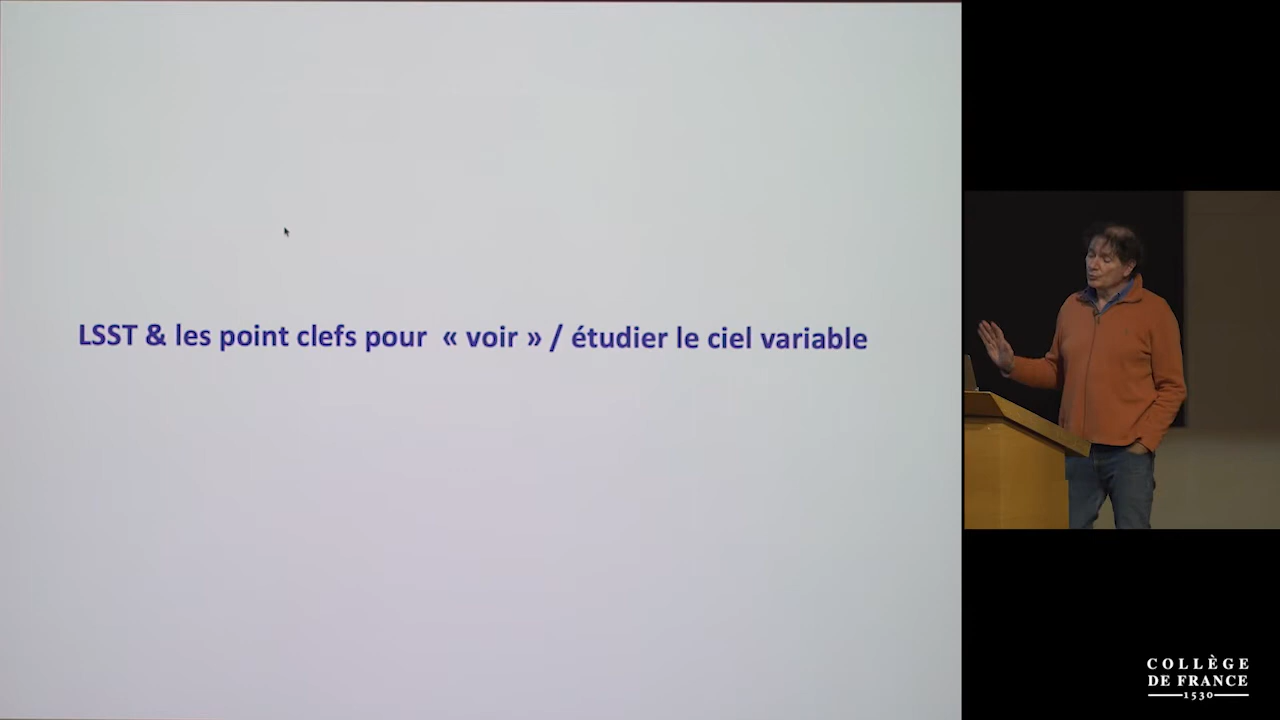 LSST & les point clefs pour « voir » / étudier le ciel variable
COLLÈGE
DE FRANCE
1530